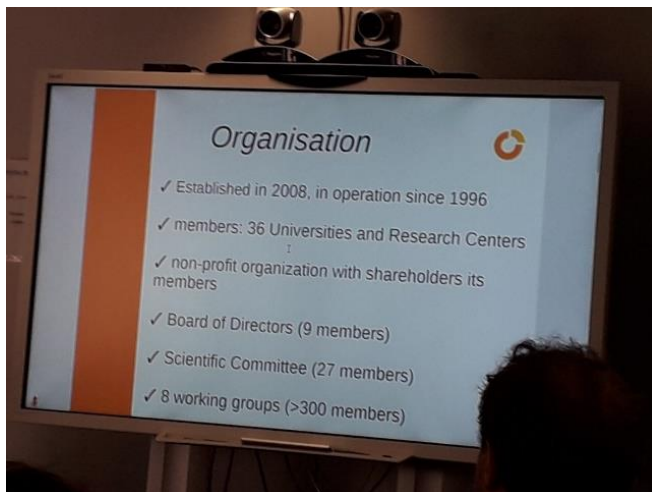 Organisation
✓ Established in 2008, in operation since 1996
✓ members: 36 Universities and Research Centers
✓ non-profit organization with shareholders its
members
✓ Board of Directors (9 members)
✓ Scientific Committee (27 members)
✓ 8 working groups (>300 members)